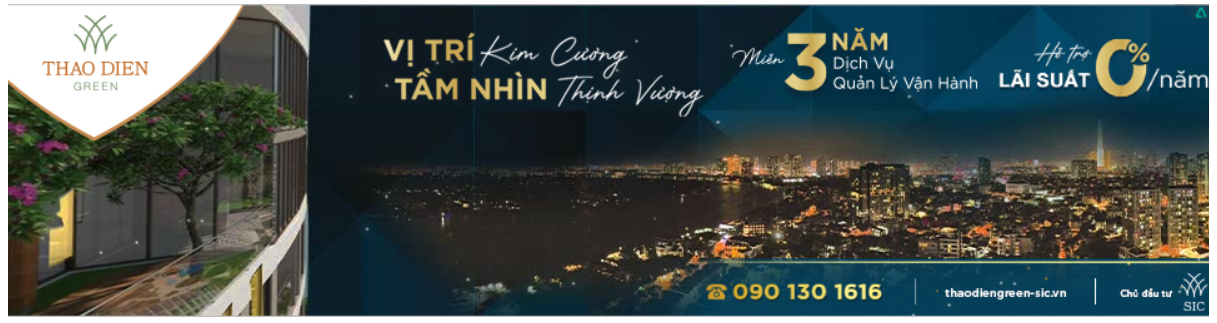 THAO DIEN
GREEN
VỊ TRÍ Kim Cương
TẦM NHÌN Thịnh Vượng
Miễn 3 NĂM
Dịch Vụ
Quản Lý Vận Hành
Hỗ Trợ
LÃI SUẤT 0%/năm
☎ 090 130 1616
thaodiengreen-sic.vn
Chủ đầu tư
SIC